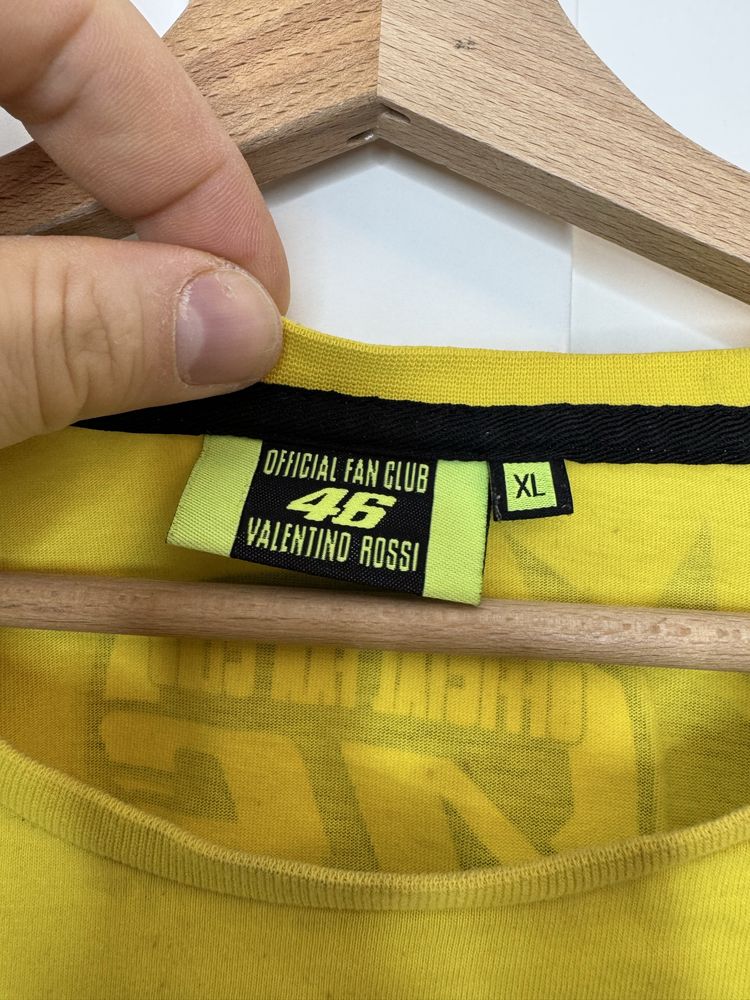 OFFICIAL FAN CLUB
46
VALENTINO ROSSI
XL